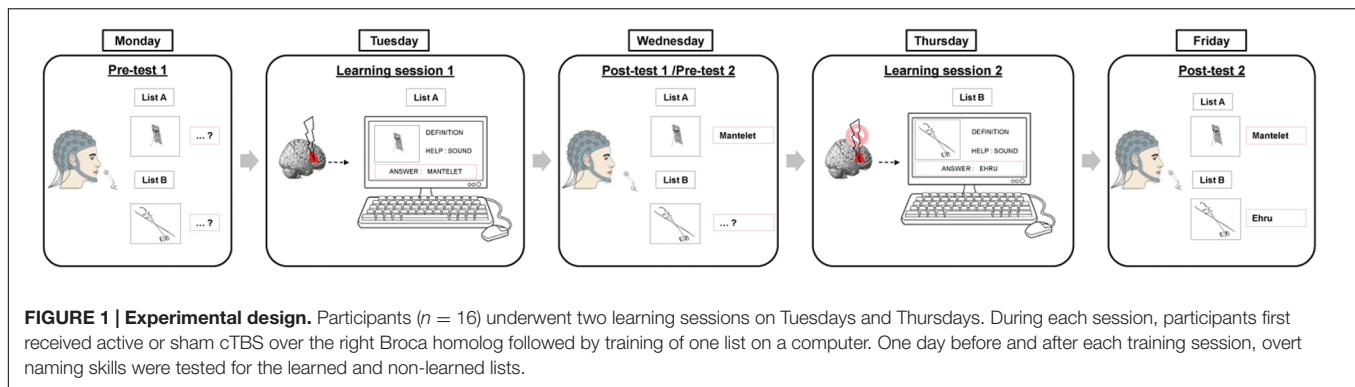 Monday
Pre-test 1
List A
... ?
List B
... ?
Tuesday
Learning session 1
List A
DEFINITION
HELP : SOUND
ANSWER : MANTELET
Wednesday
Post-test 1 /Pre-test 2
List A
Mantelet
List B
... ?
Thursday
Learning session 2
List B
DEFINITION
HELP : SOUND
ANSWER : EHRU
Friday
Post-test 2
List A
Mantelet
List B
Ehru
FIGURE 1 | Experimental design. Participants (n = 16) underwent two learning sessions on Tuesdays and Thursdays. During each session, participants first
received active or sham cTBS over the right Broca homolog followed by training of one list on a computer. One day before and after each training session, overt
naming skills were tested for the learned and non-learned lists.